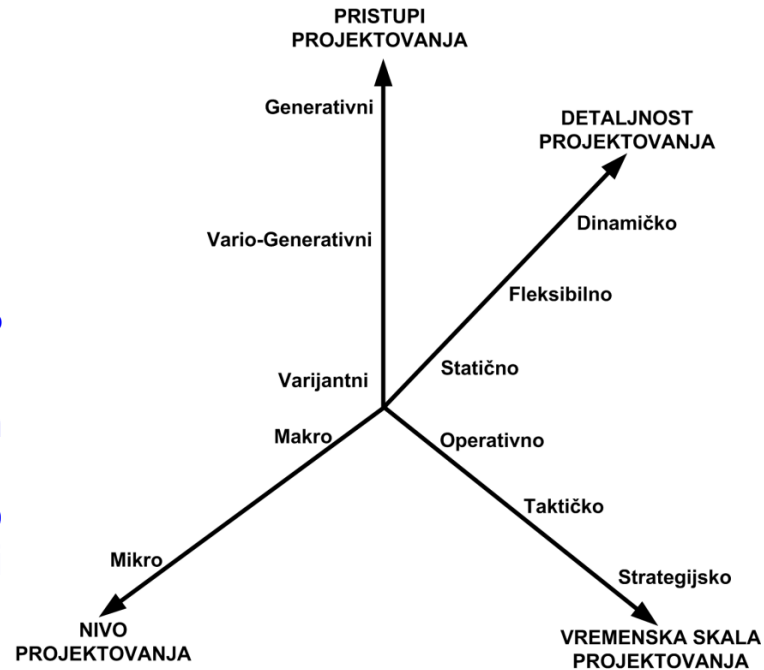 PRISTUPI
PROJEKTOVANJA
Generativni
DETALJNOST
PROJEKTOVANJA
Dinamičko
Vario-Generativni
Fleksibilno
Statično
Varijantni
Makro
Operativno
Taktičko
Mikro
Strategijsko
NIVO
PROJEKTOVANJA
VREMENSKA SKALA
PROJEKTOVANJA